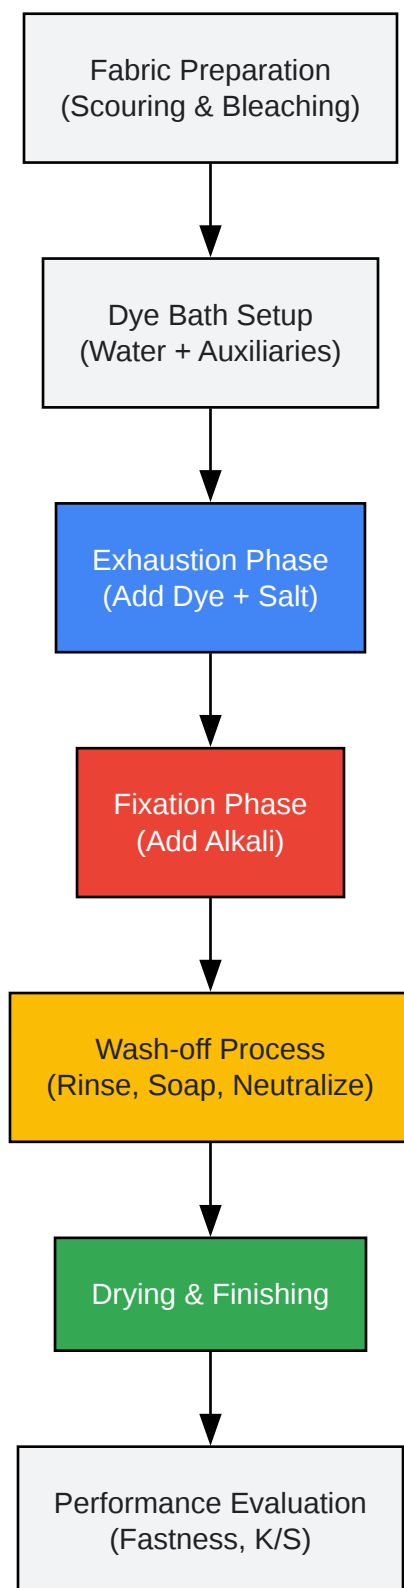 Fabric Preparation
(Scouring & Bleaching)
Dye Bath Setup
(Water + Auxiliaries)
Exhaustion Phase
(Add Dye + Salt)
Fixation Phase
(Add Alkali)
Wash-off Process
(Rinse, Soap, Neutralize)
Drying & Finishing
Performance Evaluation
(Fastness, K/S)